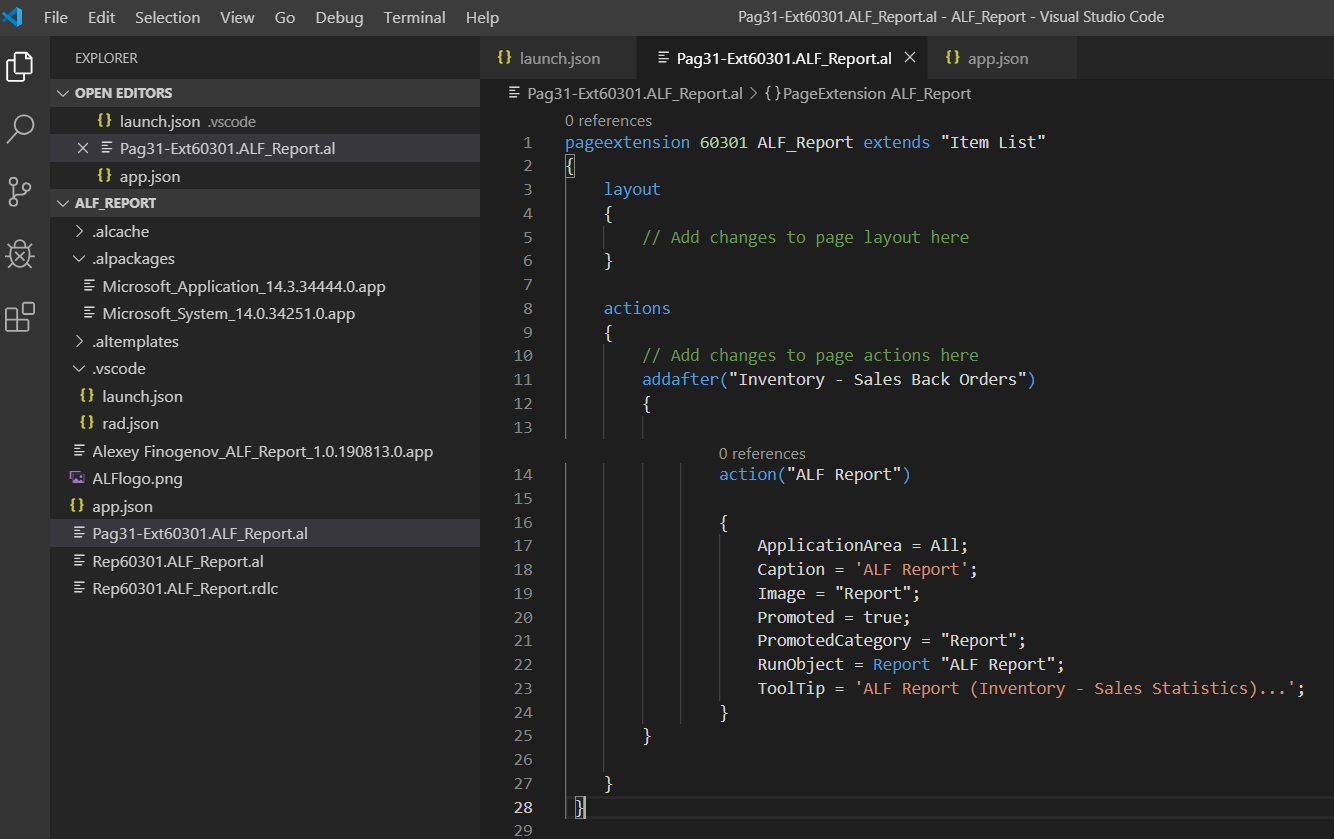 File Edit Selection View Go Debug Terminal Help
Pag31-Ext60301.ALF_Report.al - ALF_Report - Visual Studio Code
EXPLORER
OPEN EDITORS
{} launch.json .vscode
Pag31-Ext60301.ALF_Report.al
{} app.json
ALF_REPORT
.alcache
.alpackages
Microsoft_Application_14.3.34444.0.app
Microsoft_System_14.0.34251.0.app
.altemplates
.vscode
{} launch.json
{} rad.json
Alexey Finogenov_ALF_Report_1.0.190813.0.app
ALFlogo.png
{} app.json
Pag31-Ext60301.ALF_Report.al
Rep60301.ALF_Report.al
Rep60301.ALF_Report.rdlc
{} launch.json
Pag31-Ext60301.ALF_Report.al
{} app.json
Pag31-Ext60301.ALF_Report.al > {} PageExtension ALF_Report
0 references
1 pageextension 60301 ALF_Report extends "Item List"
2 {
3 layout
4 {
5 // Add changes to page layout here
6 }
7
8 actions
9 {
10 // Add changes to page actions here
11 addafter("Inventory - Sales Back Orders")
12 {
13
0 references
14 action("ALF Report")
15
16 {
17 ApplicationArea = All;
18 Caption = 'ALF Report';
19 Image = "Report";
20 Promoted = true;
21 PromotedCategory = "Report";
22 RunObject = Report "ALF Report";
23 ToolTip = 'ALF Report (Inventory - Sales Statistics)...';
24 }
25 }
26
27 }
28 }
29